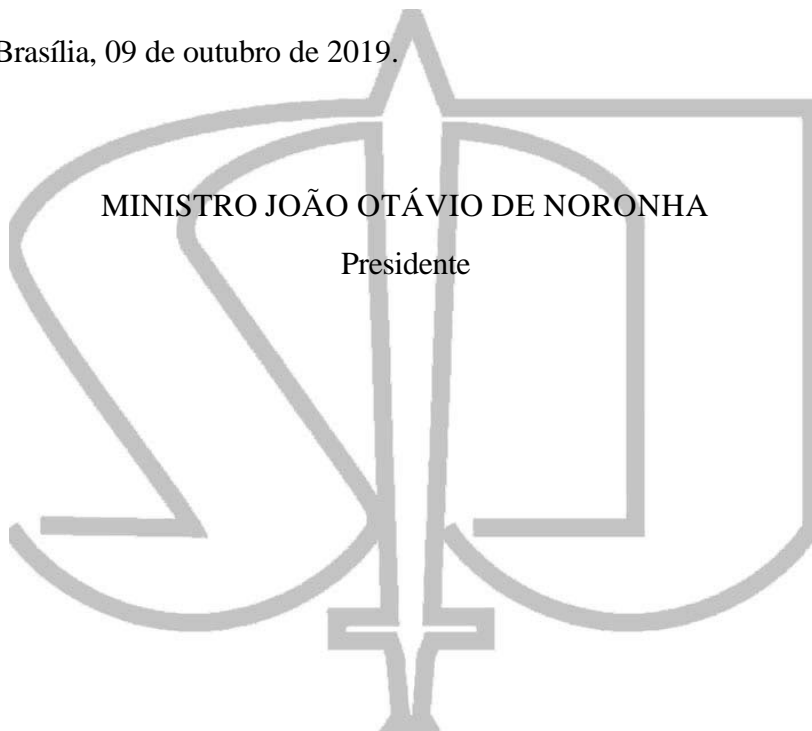 Brasília, 09 de outubro de 2019.
MINISTRO JOÃO OTÁVIO DE NORONHA
Presidente